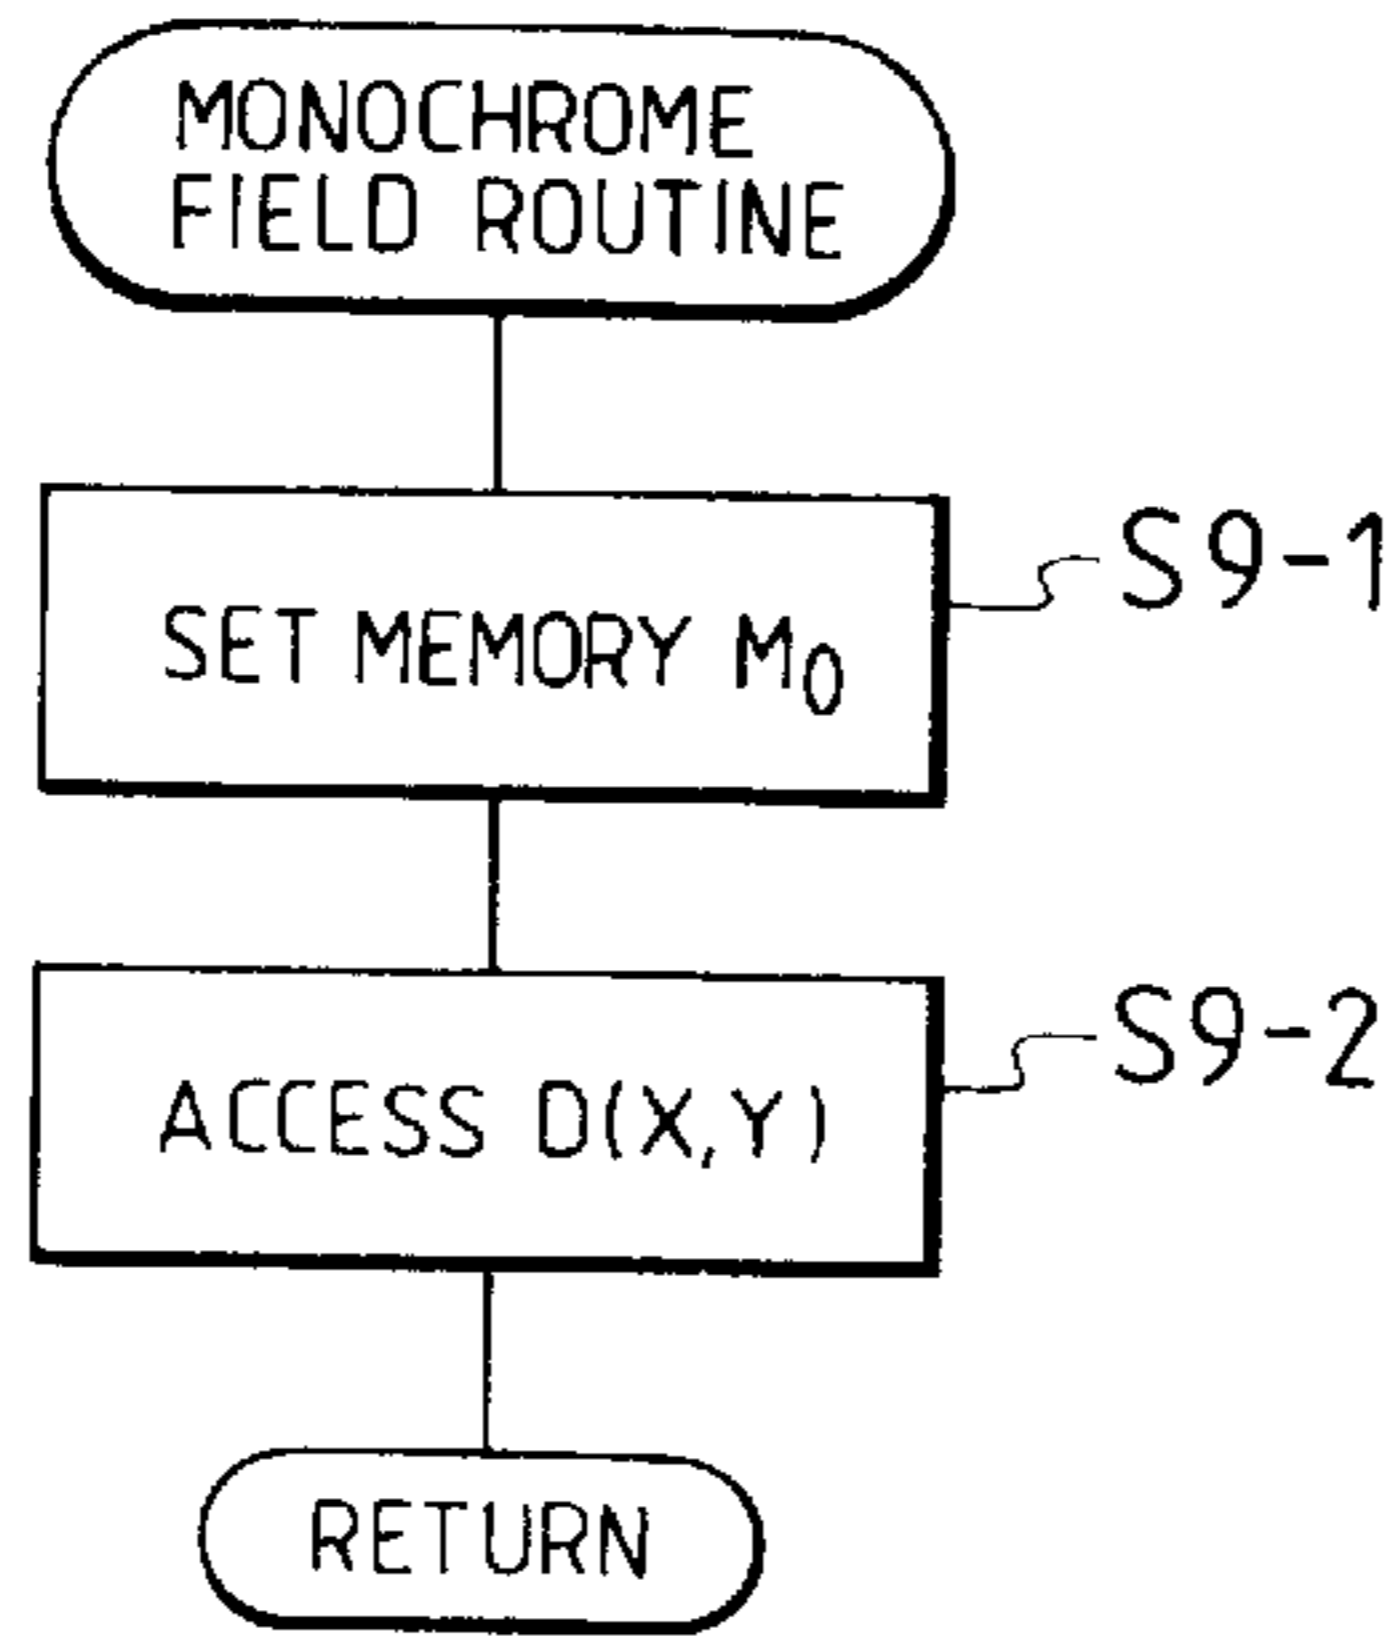 MONOCHROME
FIELD ROUTINE
SET MEMORY M₀
S9-1
ACCESS D(X,Y)
S9-2
RETURN